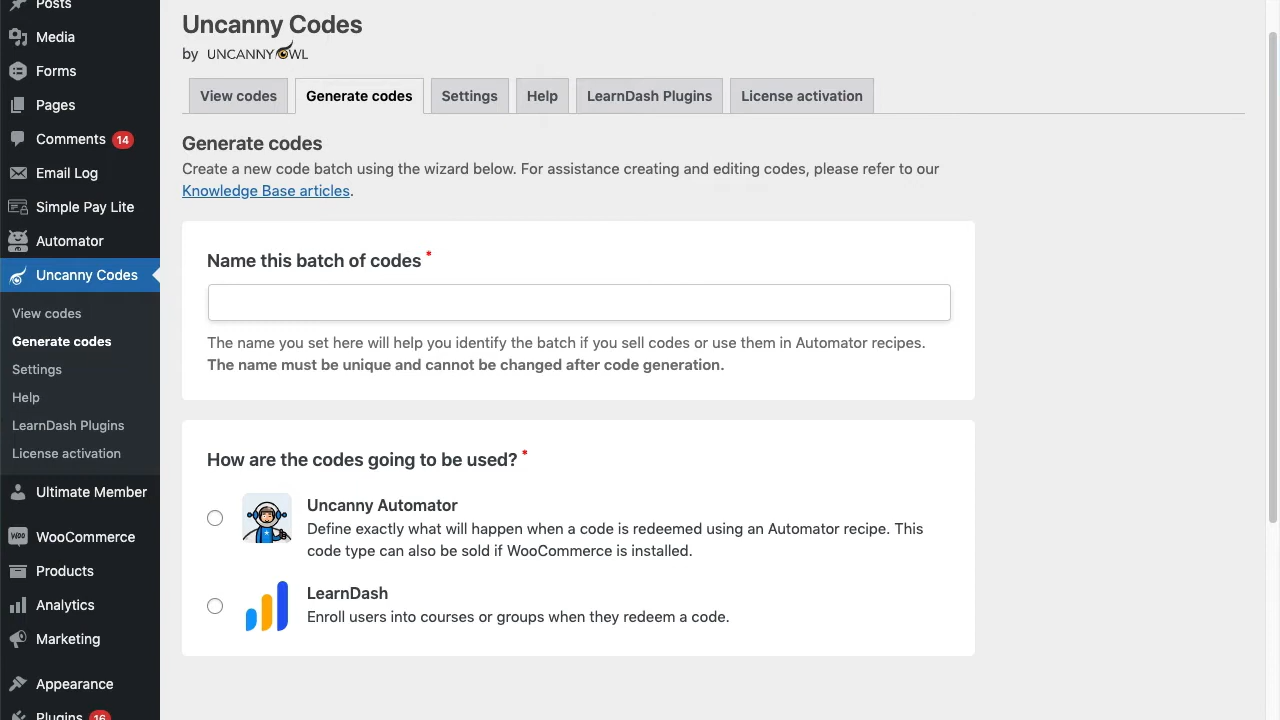 Posts
Media
Forms
Pages
Comments 14
Email Log
Simple Pay Lite
Automator
Uncanny Codes
View codes
Generate codes
Settings
Help
LearnDash Plugins
License activation
Ultimate Member
WOO WooCommerce
Products
Analytics
Marketing
Appearance
Plugins 16
Uncanny Codes
by UNCANNY OWL
View codes
Generate codes
Settings
Help
LearnDash Plugins
License activation
Generate codes
Create a new code batch using the wizard below. For assistance creating and editing codes, please refer to our
Knowledge Base articles.
Name this batch of codes *
The name you set here will help you identify the batch if you sell codes or use them in Automator recipes.
The name must be unique and cannot be changed after code generation.
How are the codes going to be used? *
Uncanny Automator
Define exactly what will happen when a code is redeemed using an Automator recipe. This
code type can also be sold if WooCommerce is installed.
LearnDash
Enroll users into courses or groups when they redeem a code.